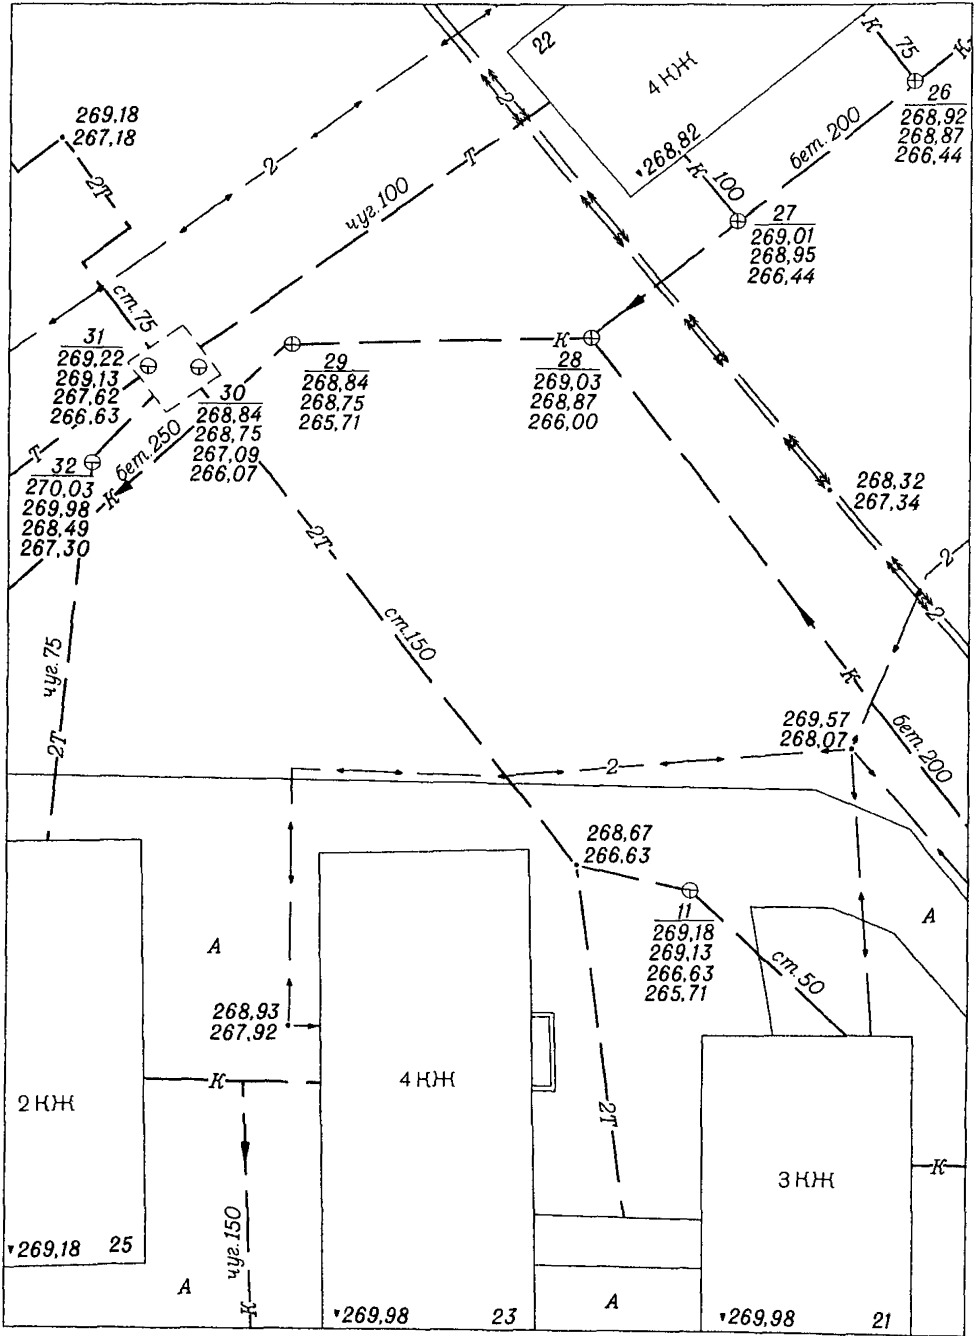 22
4 КЖ
К
75
К
26
268,92
268,87
266,44
269,18
267,18
2
2
Т
чуг.100
268,82
бет. 200
К
100
27
269,01
268,95
266,44
2Т
ст.75
31
269,22
269,13
267,62
266,63
29
268,84
268,75
265,71
К
28
269,03
268,87
266,00
30
268,84
268,75
267,09
266,07
Т
бет.250
К
32
270,03
269,98
268,49
267,30
268,32
267,34
2Т
2
2
ст.150
чуг.75
2Т
К
269,57
268,07
бет.200
2
268,67
266,63
11
269,18
269,13
266,63
265,71
А
А
ст.50
268,93
267,92
К
4 КЖ
2 КЖ
2Т
3 КЖ
К
чуг.150
269,18
25
А
К
269,98
23
А
269,98
21